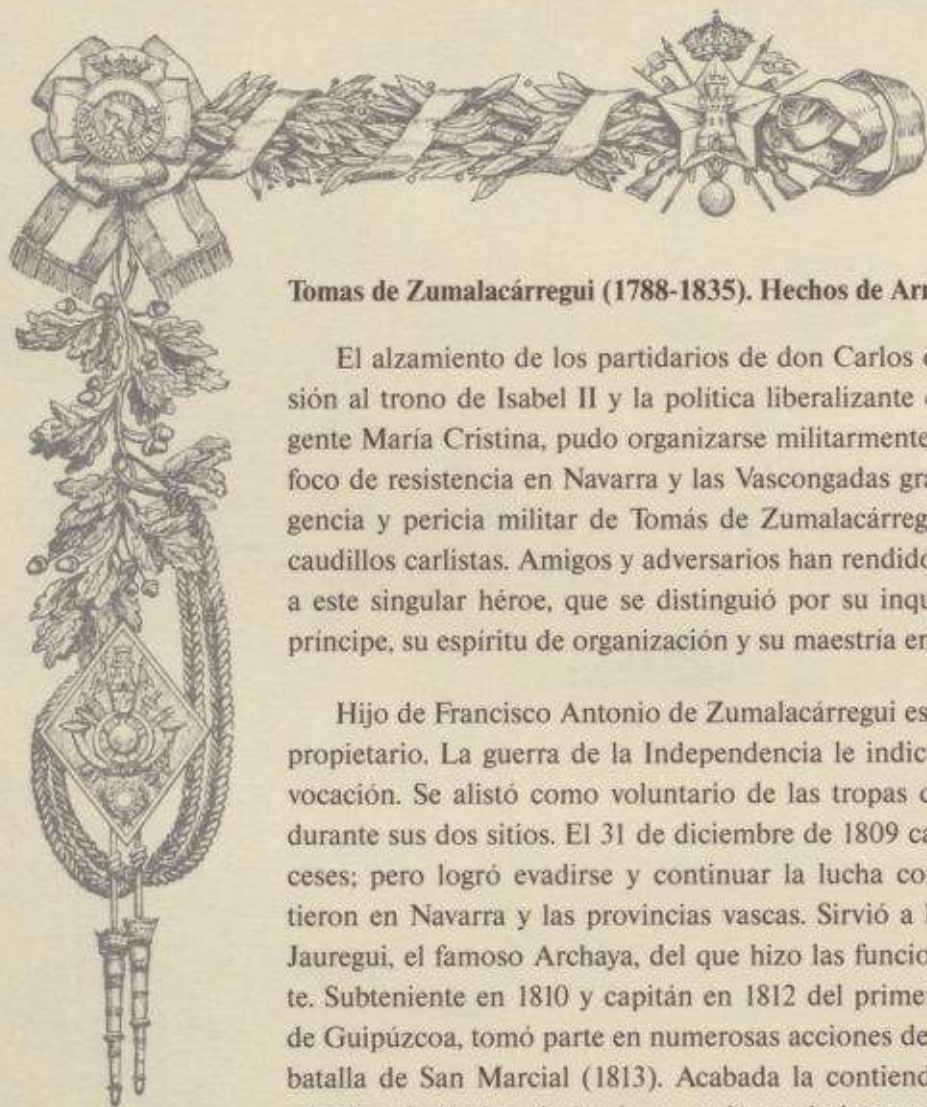 Tomas de Zumalacárregui (1788-1835). Hechos de Arm
El alzamiento de los partidarios de don Carlos
sión al trono de Isabel II y la política liberalizante
gente María Cristina, pudo organizarse militarmente
foco de resistencia en Navarra y las Vascongadas gra
gencia y pericia militar de Tomás de Zumalacárreg
caudillos carlistas. Amigos y adversarios han rendido
a este singular héroe, que se distinguió por su inqu
príncipe, su espíritu de organización y su maestría en
Hijo de Francisco Antonio de Zumalacárregui es
propietario. La guerra de la Independencia le indic
vocación. Se alistó como voluntario de las tropas
durante sus dos sitios. El 31 de diciembre de 1809 ca
ceses; pero logró evadirse y continuar la lucha co
tieron en Navarra y las provincias vascas. Sirvió a
Jauregui, el famoso Archaya, del que hizo las funcio
te. Subteniente en 1810 y capitán en 1812 del prime
de Guipúzcoa, tomó parte en numerosas acciones de
batalla de San Marcial (1813). Acabada la contiend